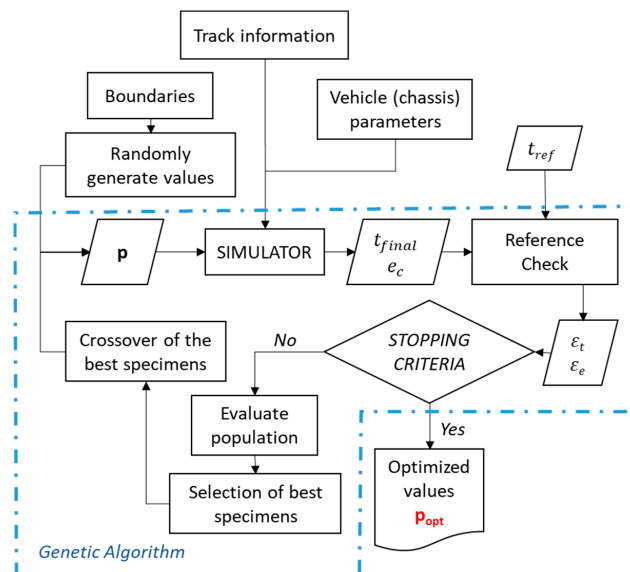 Track information
Boundaries
Vehicle (chassis)
parameters
Randomly
generate values
t_ref
p
SIMULATOR
t_final
e_c
Reference
Check
Crossover of the
best specimens
No
STOPPING
CRITERIA
ε_t
ε_e
Evaluate
population
Yes
Selection of best
specimens
Optimized
values
p_opt
Genetic Algorithm